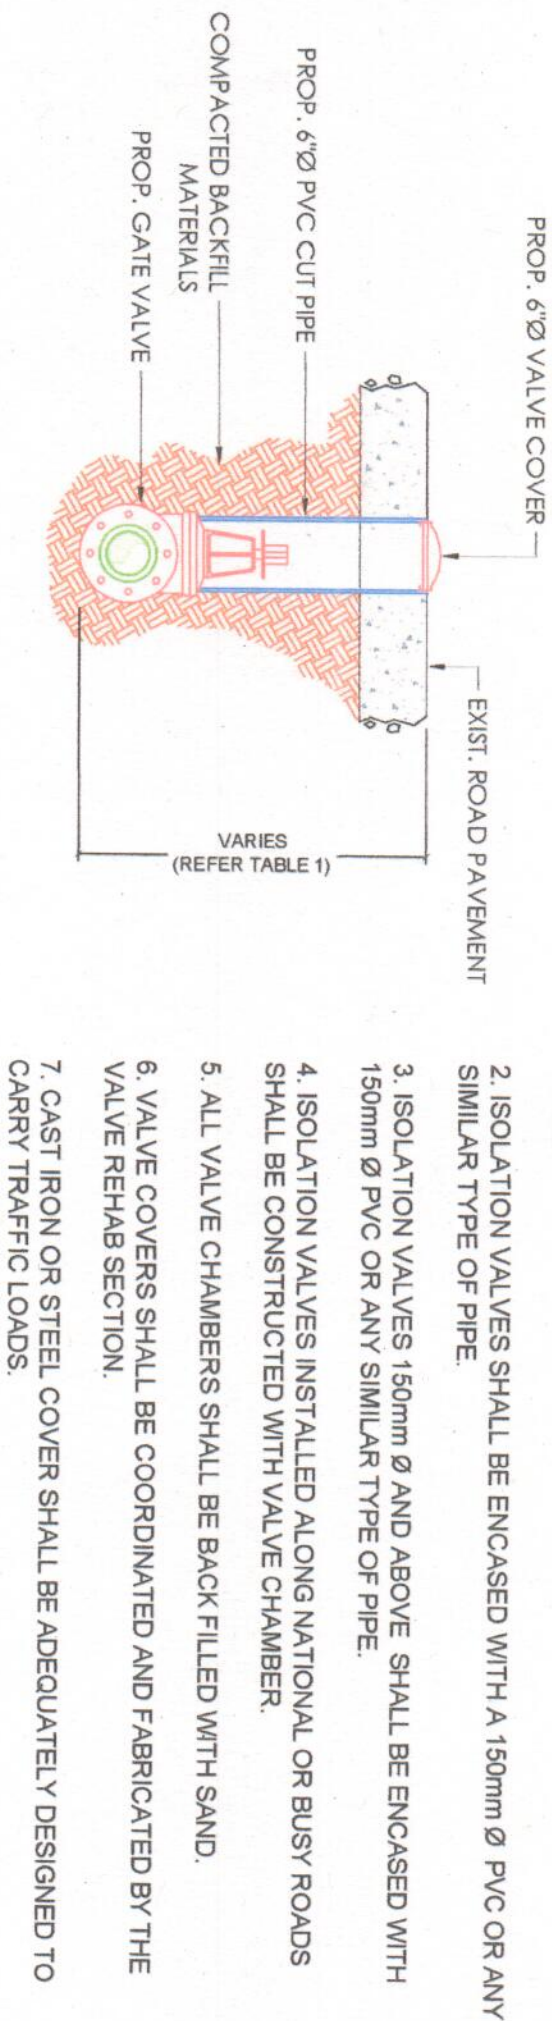 PROP. 6"Ø VALVE COVER
EXIST. ROAD PAVEMENT
PROP. 6"Ø PVC CUT PIPE
COMPACTED BACKFILL
MATERIALS
PROP. GATE VALVE
VARIES
(REFER TABLE 1)
2. ISOLATION VALVES SHALL BE ENCASED WITH A 150mm Ø PVC OR ANY
SIMILAR TYPE OF PIPE.
3. ISOLATION VALVES 150mm Ø AND ABOVE SHALL BE ENCASED WITH
150mm Ø PVC OR ANY SIMILAR TYPE OF PIPE.
4. ISOLATION VALVES INSTALLED ALONG NATIONAL OR BUSY ROADS
SHALL BE CONSTRUCTED WITH VALVE CHAMBER.
5. ALL VALVE CHAMBERS SHALL BE BACK FILLED WITH SAND.
6. VALVE COVERS SHALL BE COORDINATED AND FABRICATED BY THE
VALVE REHAB SECTION.
7. CAST IRON OR STEEL COVER SHALL BE ADEQUATELY DESIGNED TO
CARRY TRAFFIC LOADS.